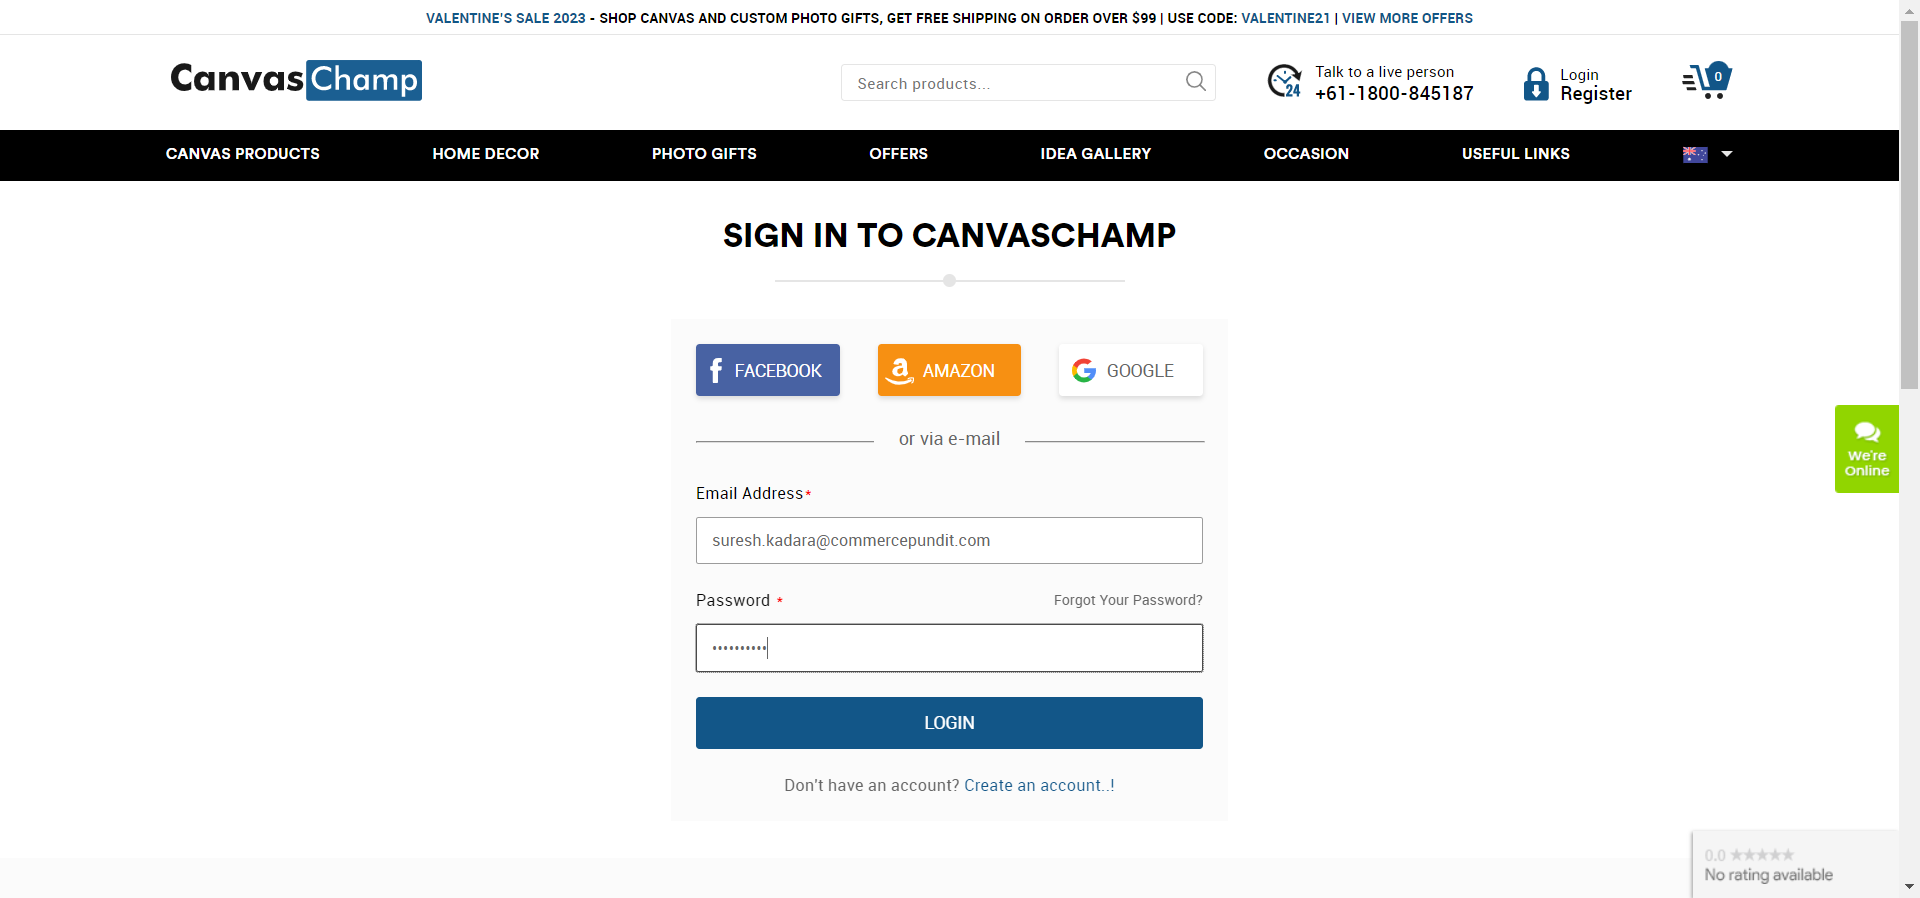 VALENTINE'S SALE 2023 - SHOP CANVAS AND CUSTOM PHOTO GIFTS, GET FREE SHIPPING ON ORDER OVER $99 | USE CODE: VALENTINE21 | VIEW MORE OFFERS
CanvasChamp
Search products...
24
Talk to a live person
+61-1800-845187
Login
Register
0
CANVAS PRODUCTS HOME DECOR PHOTO GIFTS OFFERS IDEA GALLERY OCCASION USEFUL LINKS
SIGN IN TO CANVASCHAMP
FACEBOOK AMAZON GOOGLE
or via e-mail
Email Address*
suresh.kadara@commercepundit.com
Password * Forgot Your Password?
••••••••••
LOGIN
Don't have an account? Create an account..!
We're
Online
0.0 ★★★★★
No rating available